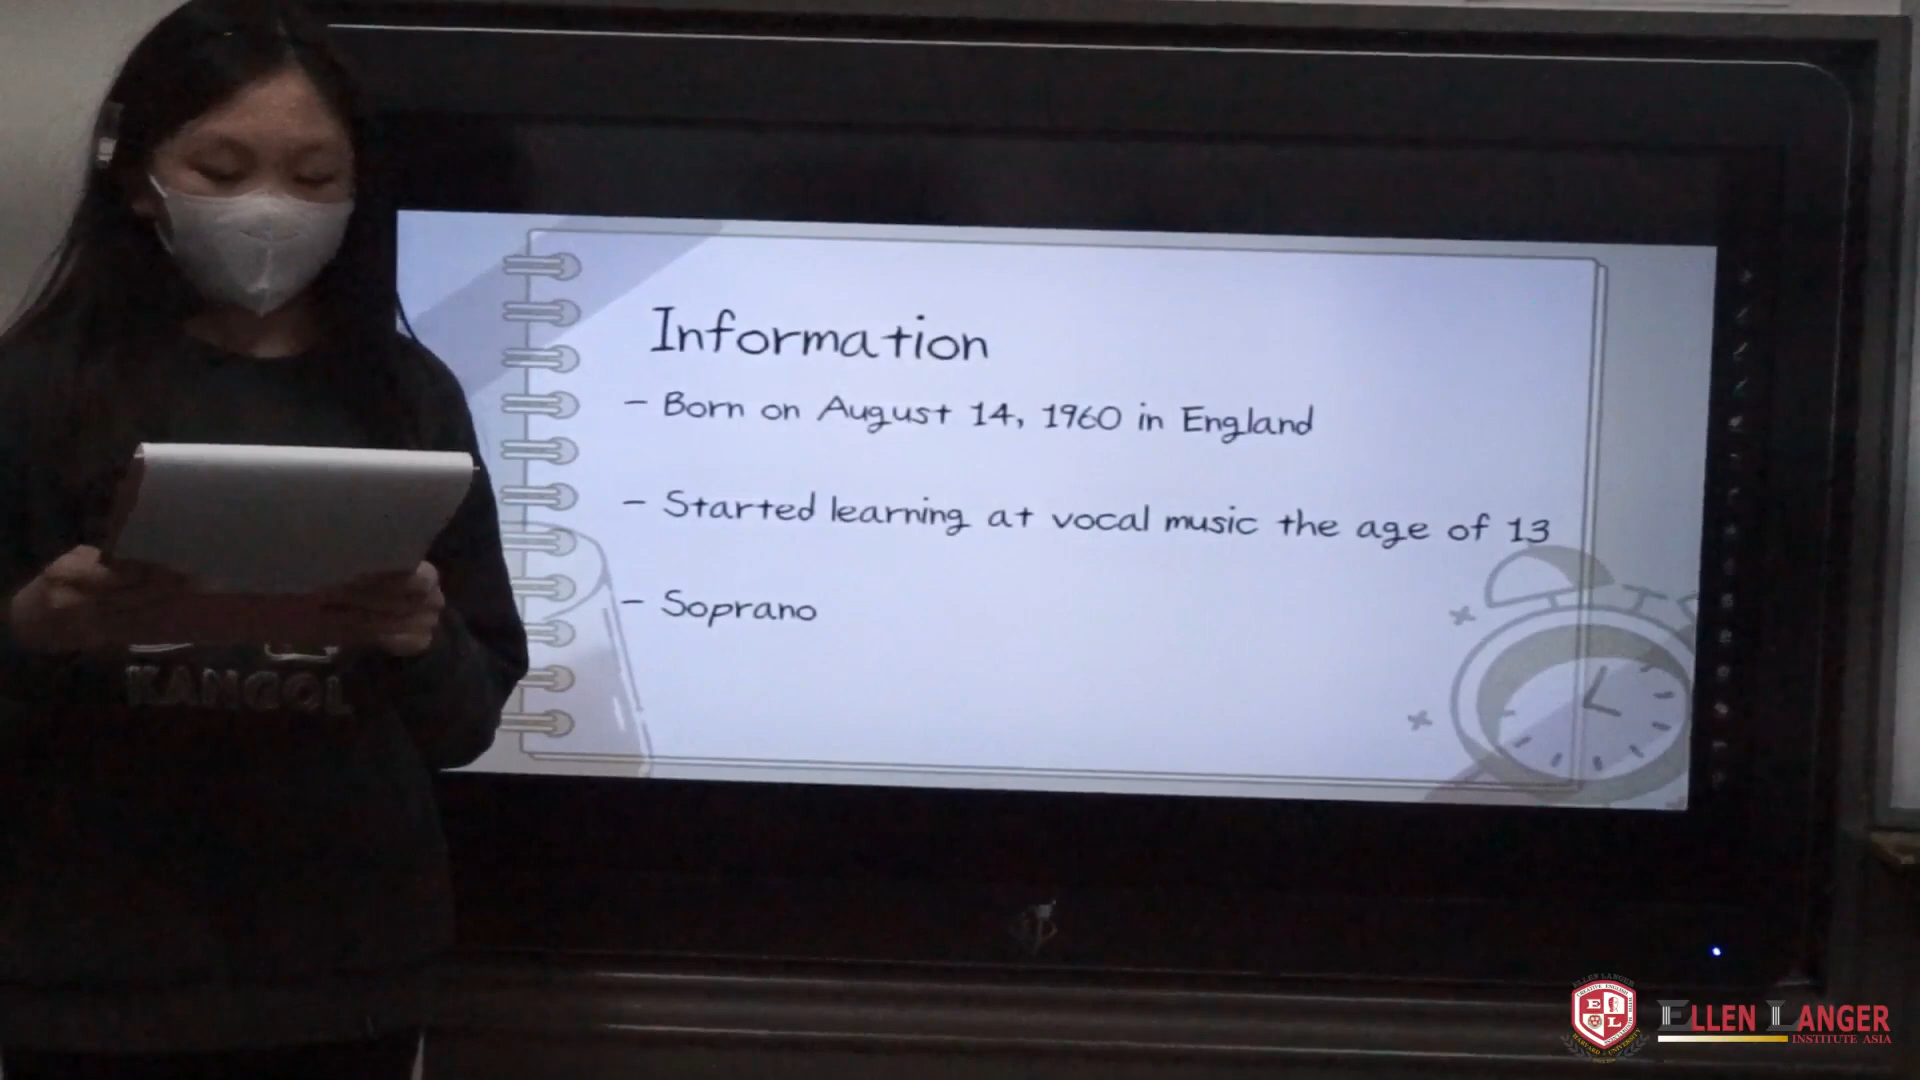 Information
- Born on August 14, 1960 in England
- Started learning at vocal music the age of 13
- Soprano
KANGOL
ELLEN LANGER
INSTITUTE ASIA
E L